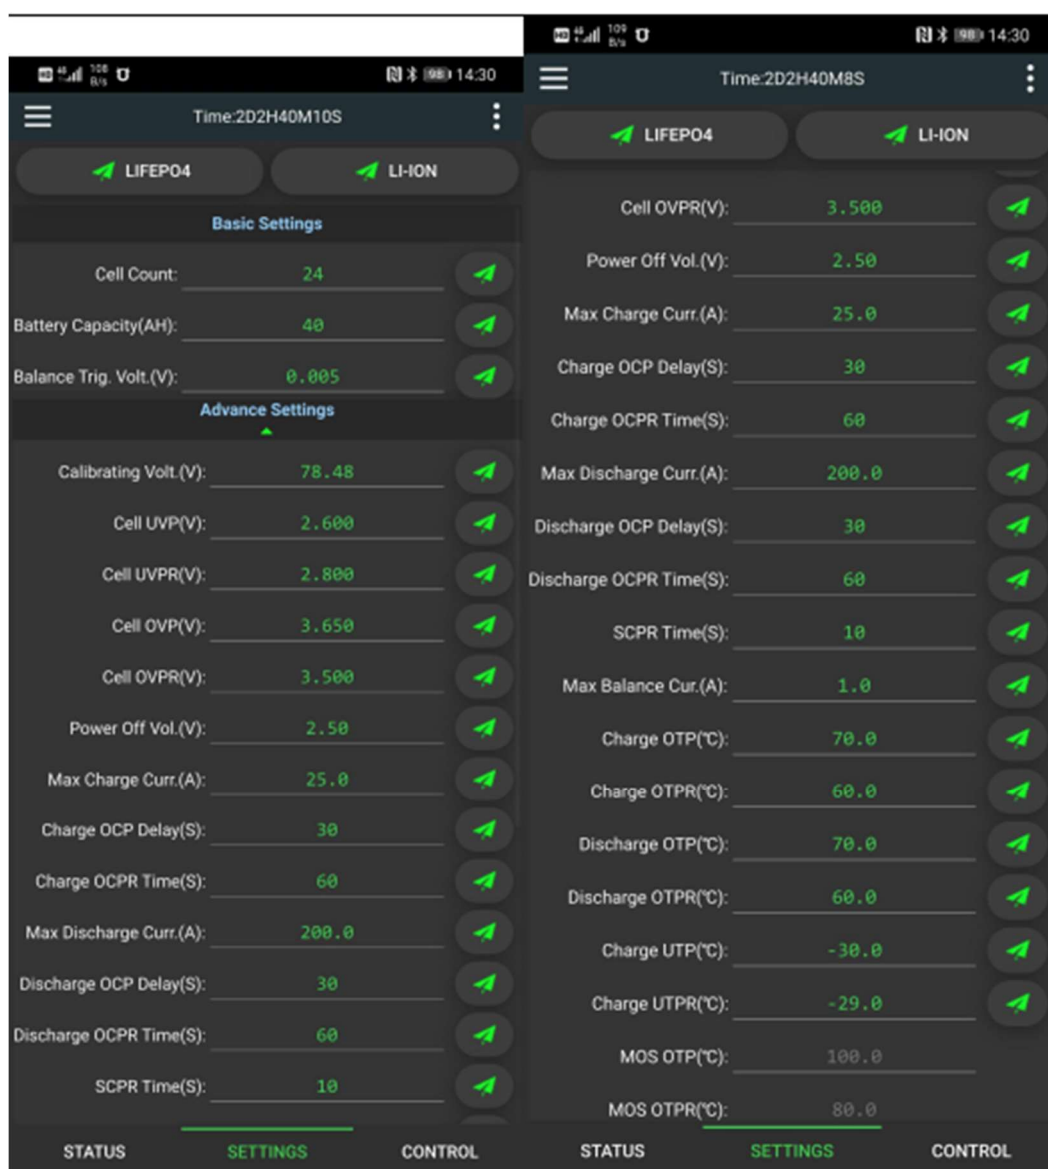 HD 4G 108 B/s 98 14:30
Time:2D2H40M10S
LIFEPO4 LI-ION
Basic Settings
Cell Count: 24
Battery Capacity(AH): 40
Balance Trig. Volt.(V): 0.005
Advance Settings
Calibrating Volt.(V): 78.48
Cell UVP(V): 2.600
Cell UVPR(V): 2.800
Cell OVP(V): 3.650
Cell OVPR(V): 3.500
Power Off Vol.(V): 2.50
Max Charge Curr.(A): 25.0
Charge OCP Delay(S): 30
Charge OCPR Time(S): 60
Max Discharge Curr.(A): 200.0
Discharge OCP Delay(S): 30
Discharge OCPR Time(S): 60
SCPR Time(S): 10
STATUS SETTINGS CONTROL
HD 4G 109 B/s 98 14:30
Time:2D2H40M8S
LIFEPO4 LI-ION
Cell OVPR(V): 3.500
Power Off Vol.(V): 2.50
Max Charge Curr.(A): 25.0
Charge OCP Delay(S): 30
Charge OCPR Time(S): 60
Max Discharge Curr.(A): 200.0
Discharge OCP Delay(S): 30
Discharge OCPR Time(S): 60
SCPR Time(S): 10
Max Balance Cur.(A): 1.0
Charge OTP(℃): 70.0
Charge OTPR(℃): 60.0
Discharge OTP(℃): 70.0
Discharge OTPR(℃): 60.0
Charge UTP(℃): -30.0
Charge UTPR(℃): -29.0
MOS OTP(℃): 100.0
MOS OTPR(℃): 80.0
STATUS SETTINGS CONTROL